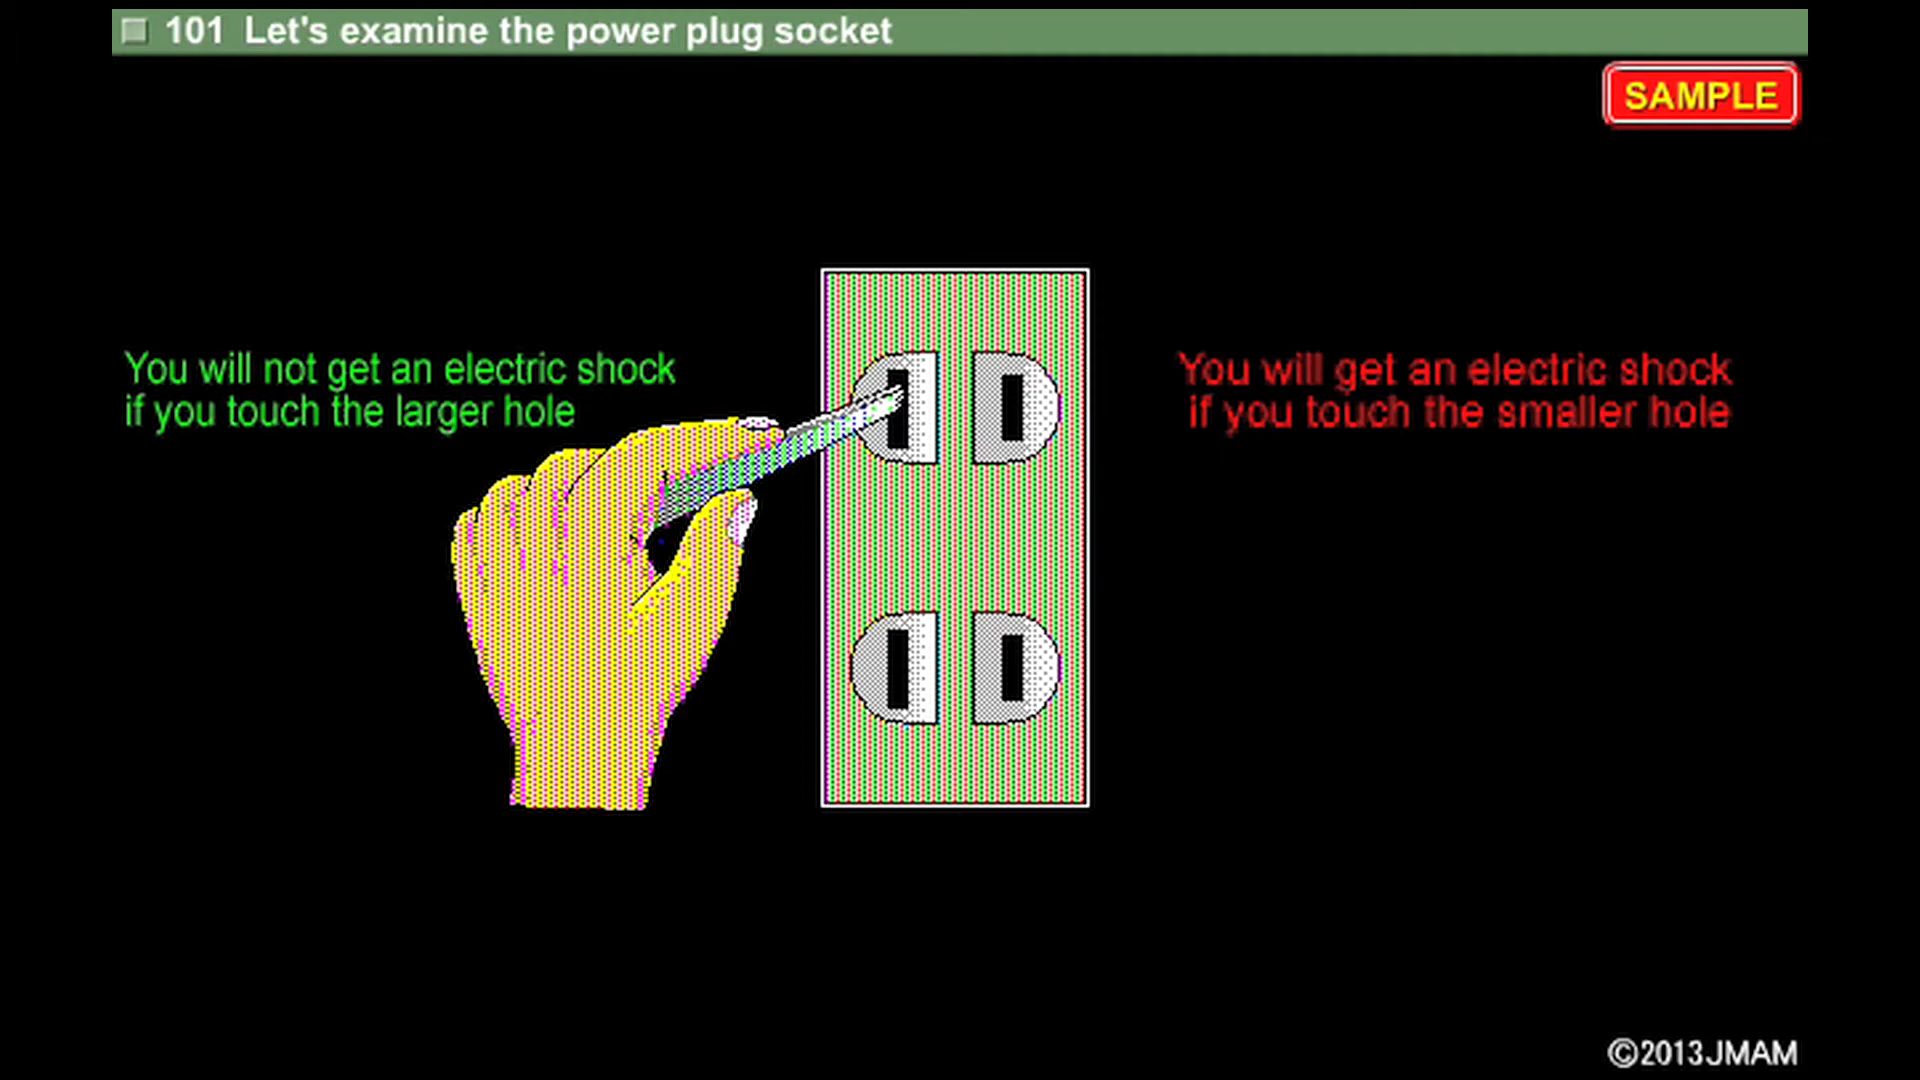 101 Let's examine the power plug socket
SAMPLE
You will not get an electric shock
if you touch the larger hole
You will get an electric shock
if you touch the smaller hole
©2013JMAM